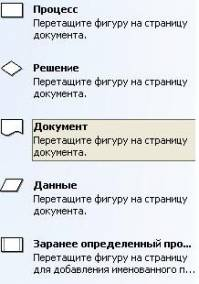 Процесс
Перетащите фигуру на страницу
документа.
Решение
Перетащите фигуру на страницу
документа.
Документ
Перетащите фигуру на страницу
документа.
Данные
Перетащите фигуру на страницу
документа.
Заранее определенный про...
Перетащите фигуру на страницу
для добавления именованного п...